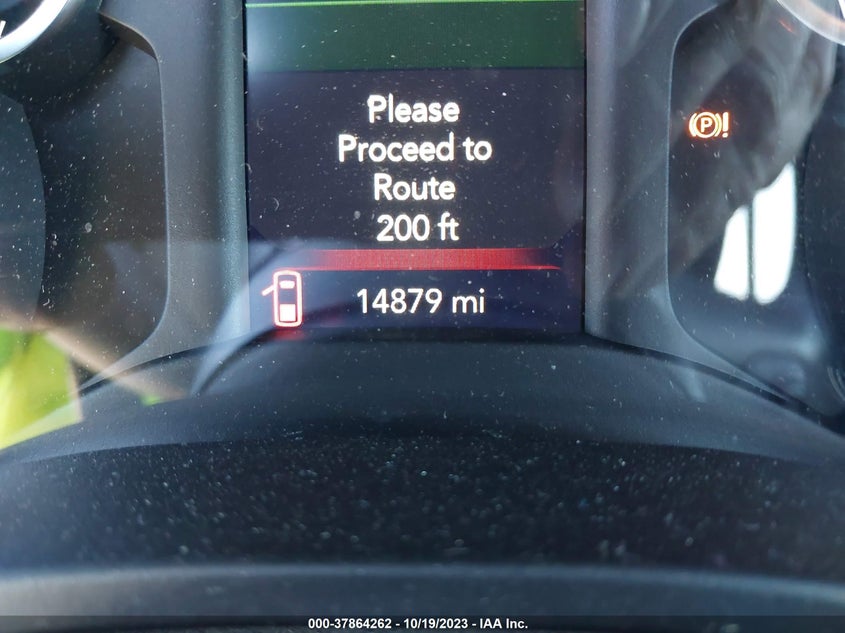 Please
Proceed to
Route
200 ft
(P)!
14879 mi
000-37864262 - 10/19/2023 - IAA Inc.